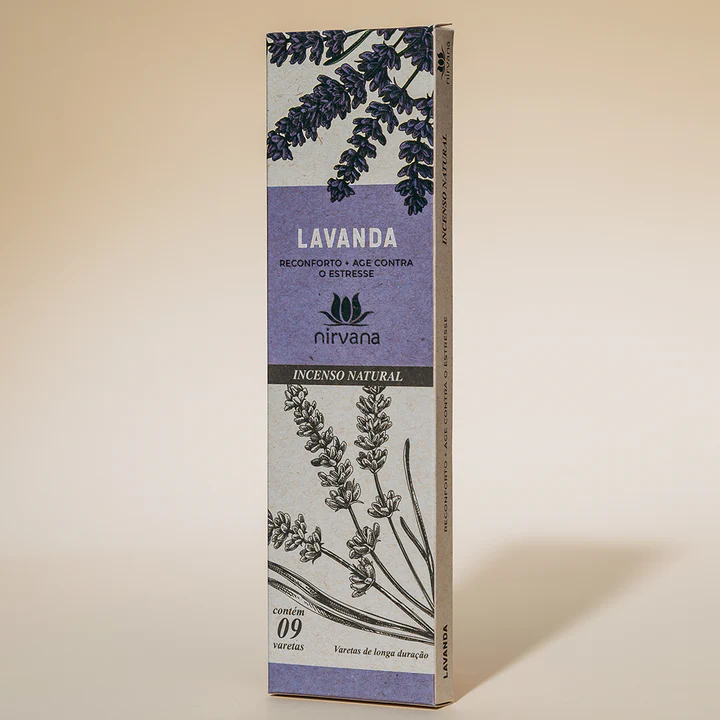 LAVANDA
RECONFORTO + AGE CONTRA
O ESTRESSE
nirvana
INCENSO NATURAL
contém
09
varetas
Varetas de longa duração
nirvana
INCENSO NATURAL
RECONFORTO + AGE CONTRA O ESTRESSE
LAVANDA